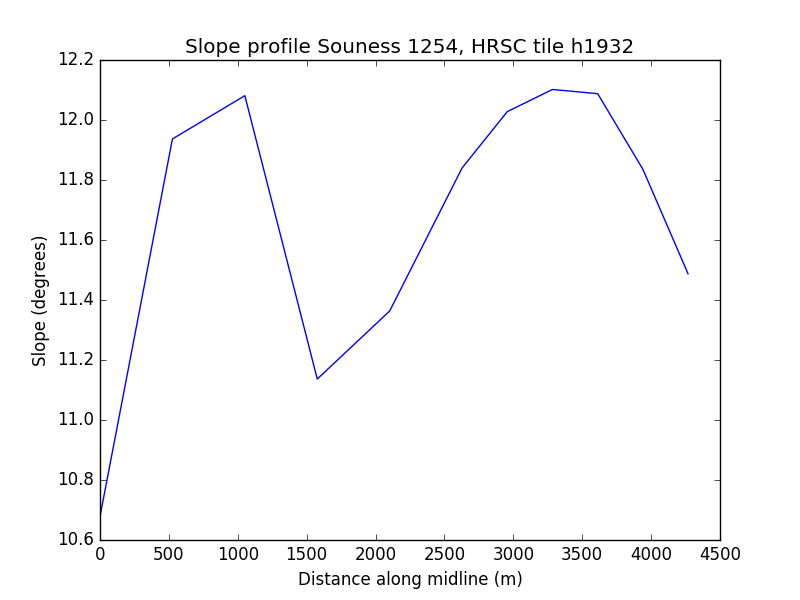 Slope profile Souness 1254, HRSC tile h1932
12.2
12.0
11.8
11.6
11.4
11.2
11.0
10.8
10.6
Slope (degrees)
0 500 1000 1500 2000 2500 3000 3500 4000 4500
Distance along midline (m)